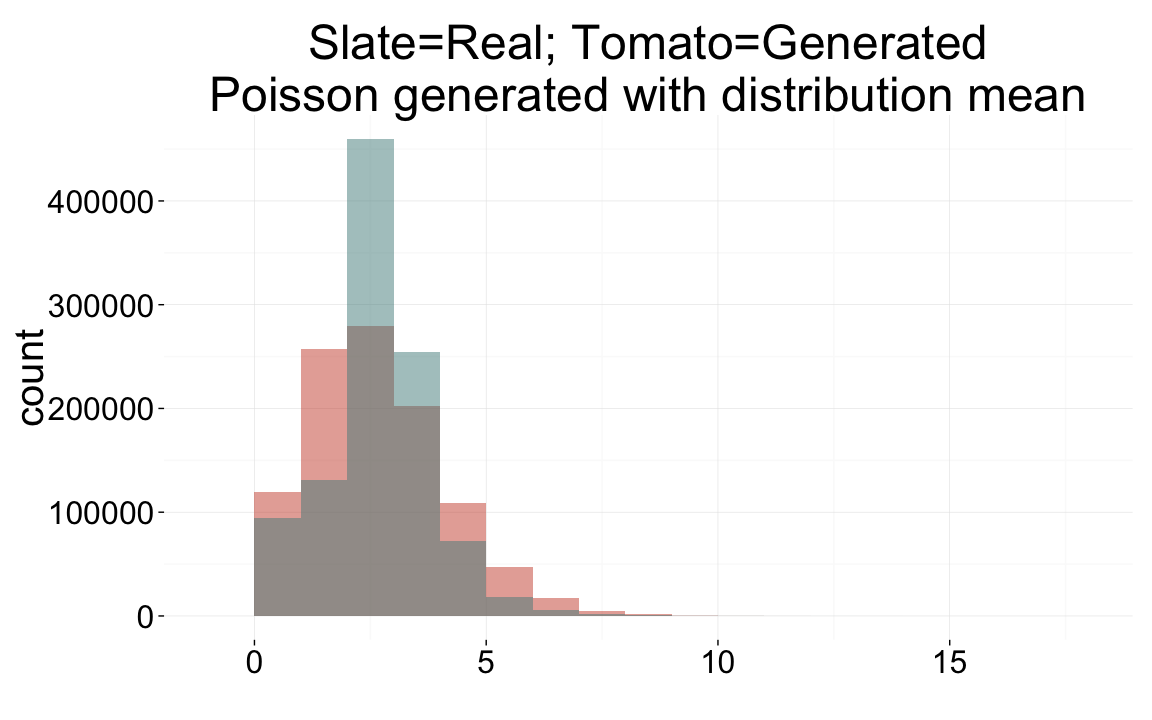 Slate=Real; Tomato=Generated
Poisson generated with distribution mean
count
400000
300000
200000
100000
0
0 5 10 15